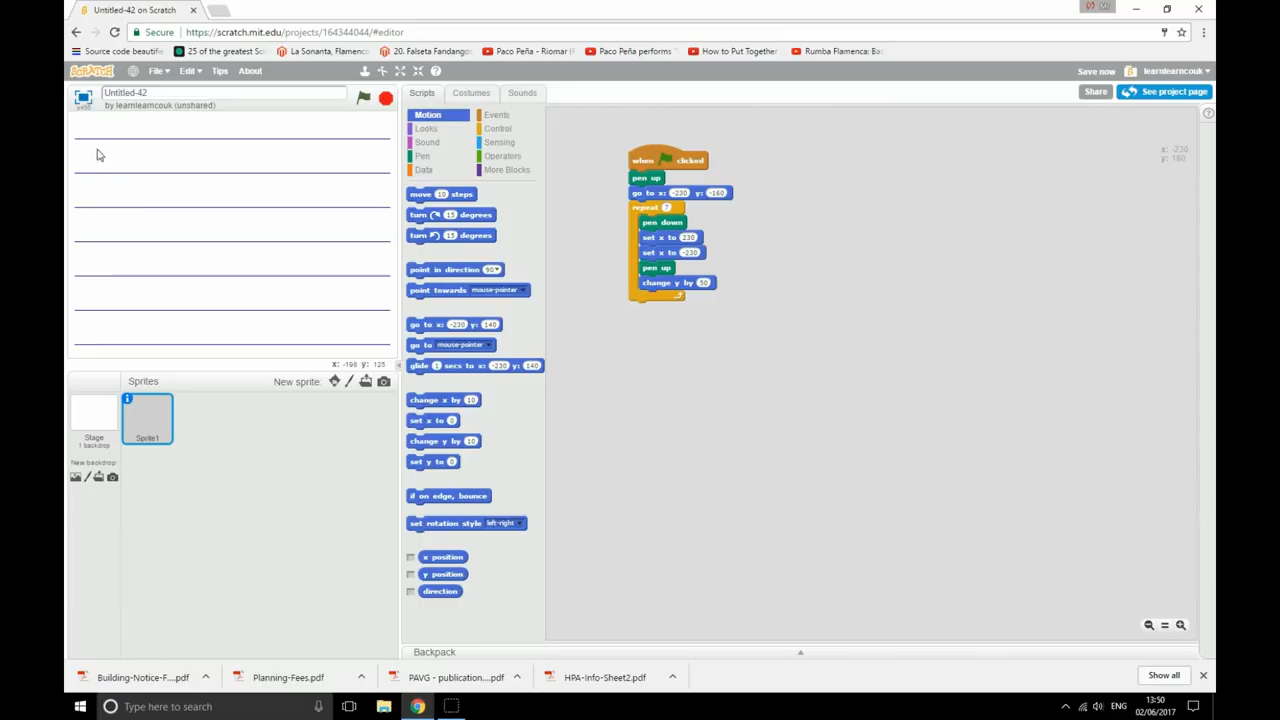 Untitled-42 on Scratch
Secure https://scratch.mit.edu/projects/164344044/#editor
Source code beautifie 25 of the greatest Sci La Sonanta, Flamenco 20. Falseta Fandangos Paco Peña - Riomar ( Paco Peña performs " How to Put Together Rumba Flamenca: Bas
SCRATCH File Edit Tips About Save now learnlearncouk
Untitled-42
by learnlearncouk (unshared)
Scripts Costumes Sounds Share See project page
Motion Events
Looks Control
Sound Sensing
Pen Operators
Data More Blocks
move 10 steps
turn 15 degrees
turn 15 degrees
point in direction 90
point towards mouse-pointer
go to x: -230 y: 140
go to mouse-pointer
glide 1 secs to x: -230 y: 140
change x by 10
set x to 0
change y by 10
set y to 0
if on edge, bounce
set rotation style left-right
x position
y position
direction
when clicked
pen up
go to x: -230 y: -160
repeat 7
pen down
set x to 230
set x to -230
pen up
change y by 50
x: -230
y: 180
x: -198 y: 125
Sprites New sprite:
Stage
1 backdrop
New backdrop:
Sprite1
Backpack
Building-Notice-F....pdf Planning-Fees.pdf PAVG - publication....pdf HPA-Info-Sheet2.pdf Show all
Type here to search ENG 13:50
02/06/2017